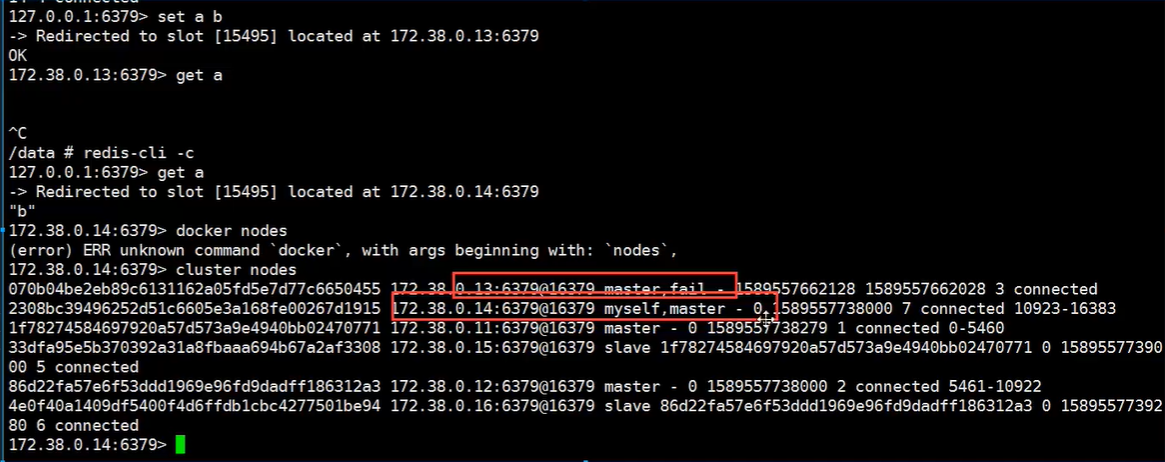 127.0.0.1:6379> set a b
-> Redirected to slot [15495] located at 172.38.0.13:6379
OK
172.38.0.13:6379> get a
^C
/data # redis-cli -c
127.0.0.1:6379> get a
-> Redirected to slot [15495] located at 172.38.0.14:6379
"b"
172.38.0.14:6379> docker nodes
(error) ERR unknown command `docker`, with args beginning with: `nodes`,
172.38.0.14:6379> cluster nodes
070b04be2eb89c6131162a05fd5e7d77c6650455 172.38.0.13:6379@16379 master,fail - 1589557662128 1589557662028 3 connected
2308bc39496252d51c6605e3a168fe00267d1915 172.38.0.14:6379@16379 myself,master - 0 1589557738000 7 connected 10923-16383
1f78274584697920a57d573a9e4940bb02470771 172.38.0.11:6379@16379 master - 0 1589557738279 1 connected 0-5460
33dfa95e5b370392a31a8fbaaa694b67a2af3308 172.38.0.15:6379@16379 slave 1f78274584697920a57d573a9e4940bb02470771 0 15895577390
00 5 connected
86d22fa57e6f53ddd1969e96fd9dadff186312a3 172.38.0.12:6379@16379 master - 0 1589557738000 2 connected 5461-10922
4e0f40a1409df5400f4d6ffdb1cbc4277501be94 172.38.0.16:6379@16379 slave 86d22fa57e6f53ddd1969e96fd9dadff186312a3 0 15895577392
80 6 connected
172.38.0.14:6379>